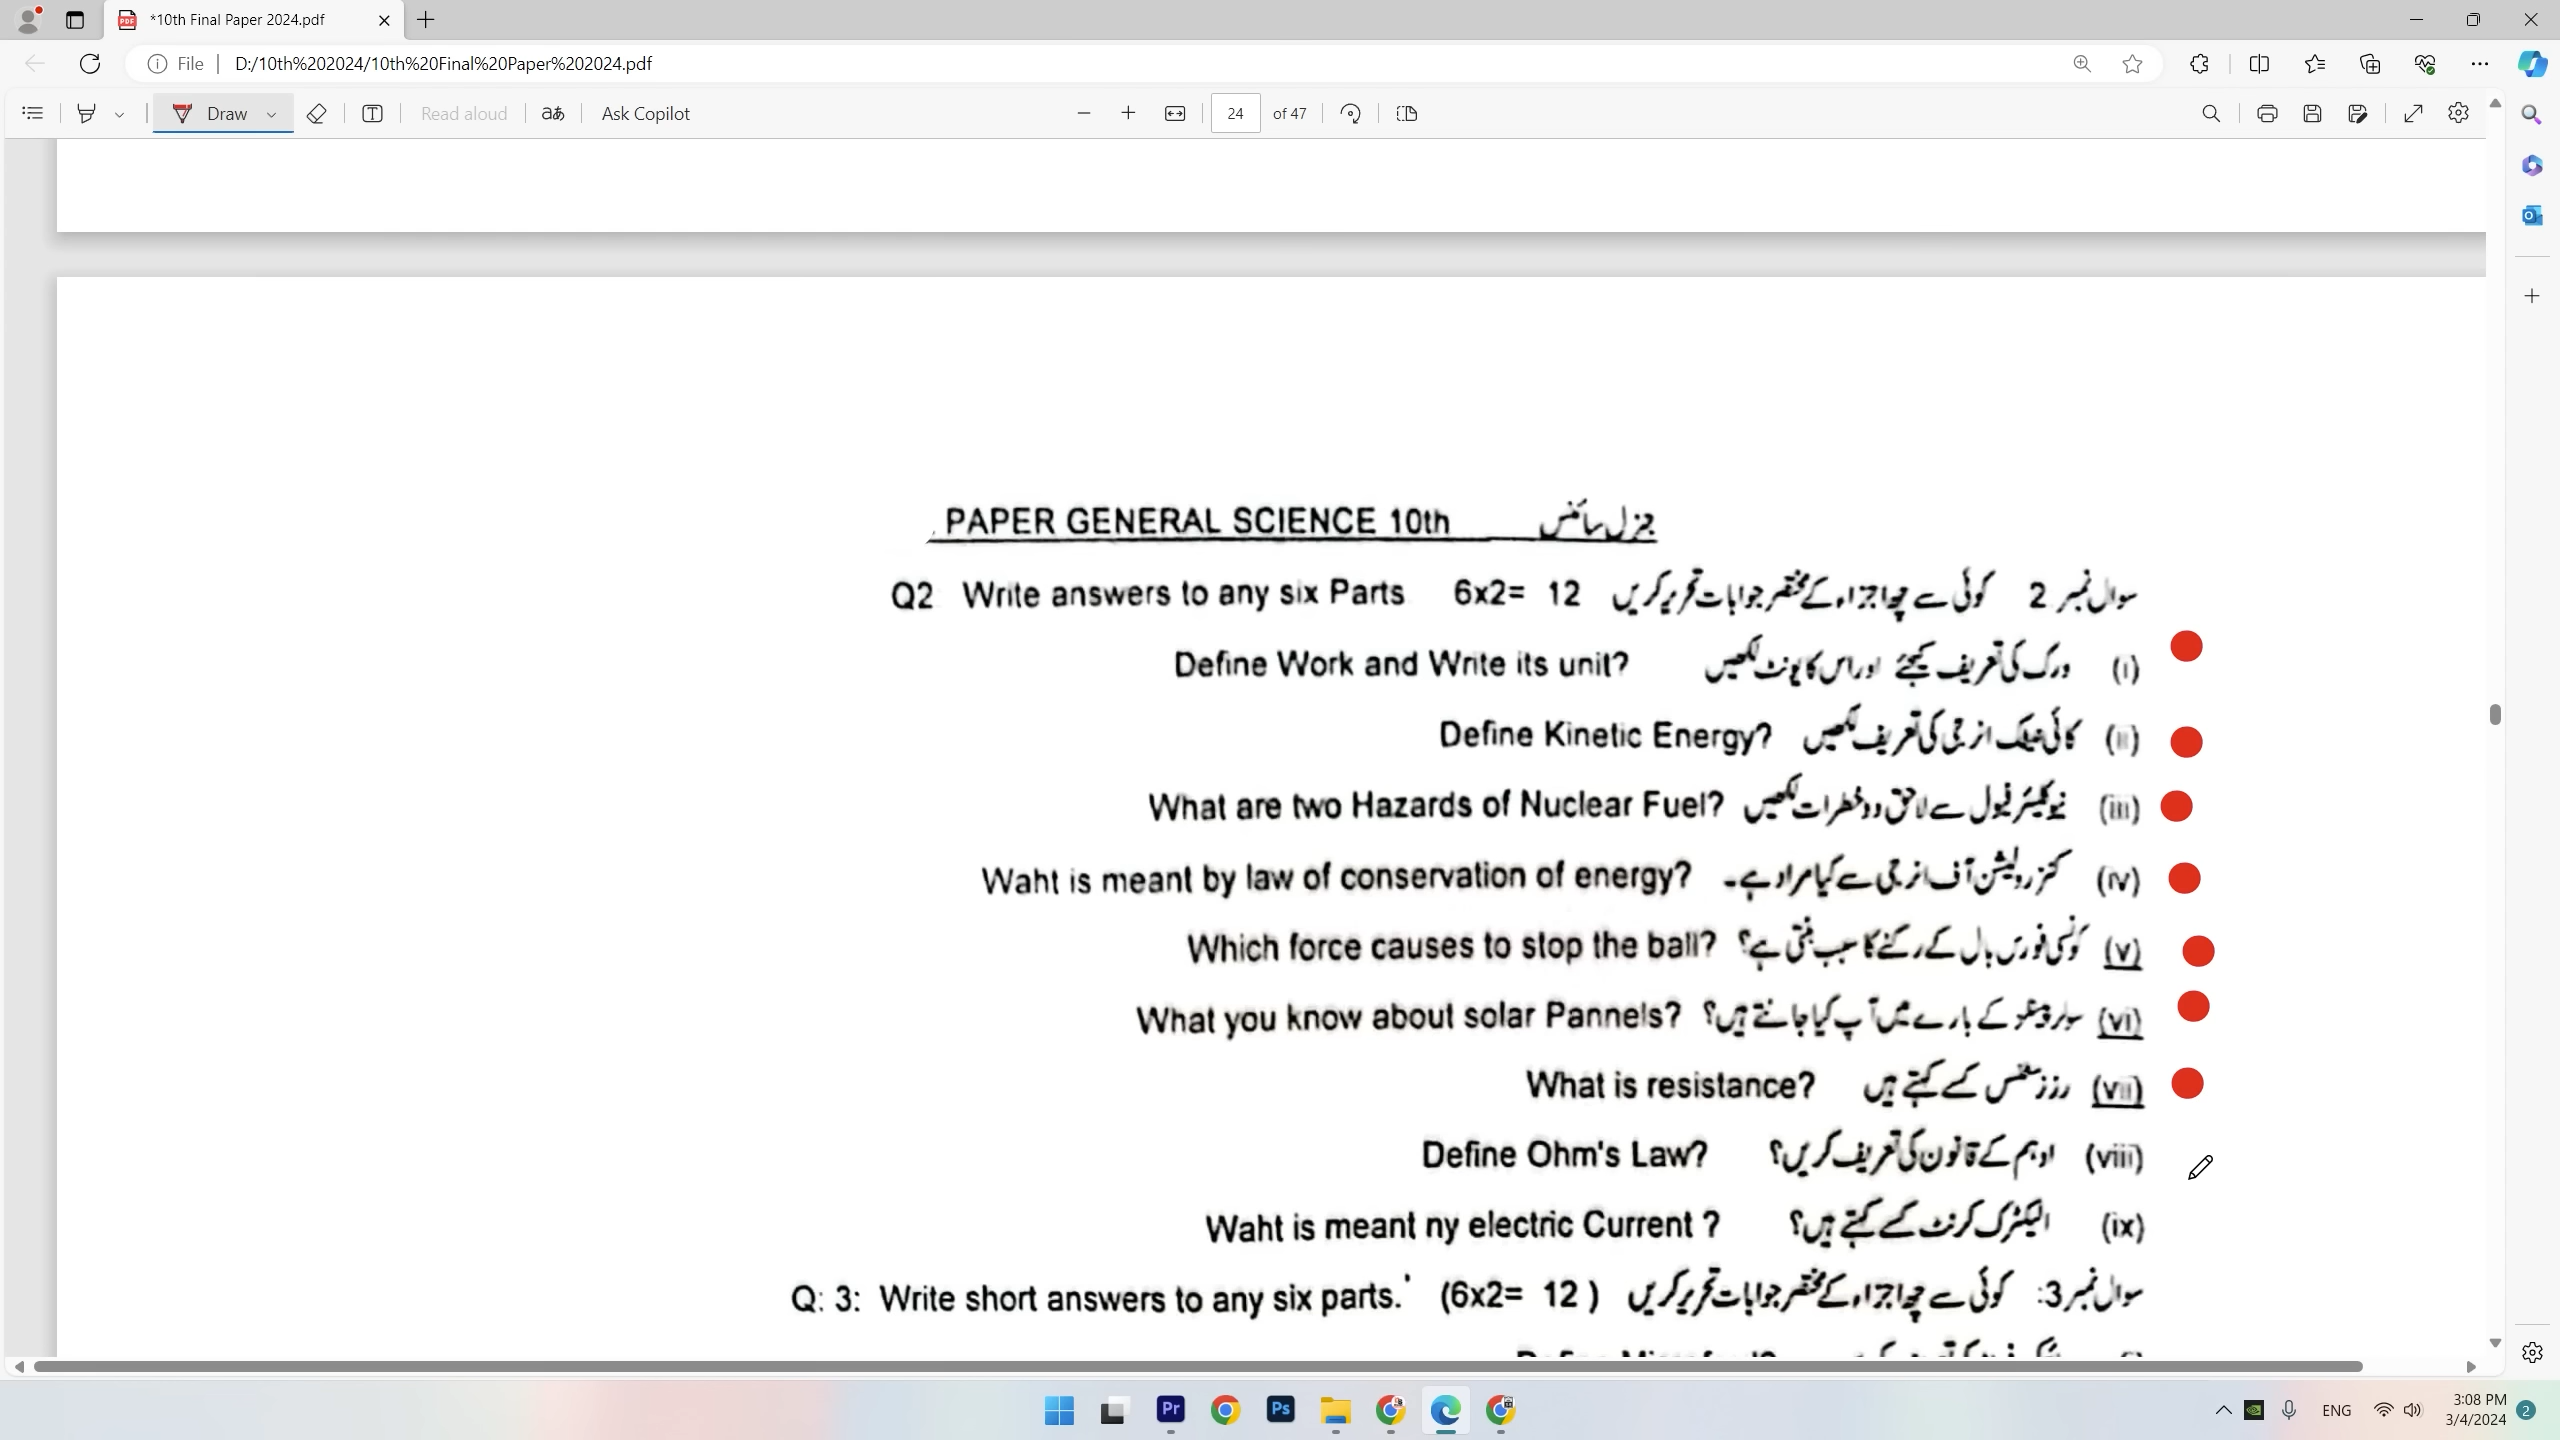 *10th Final Paper 2024.pdf
File D:/10th%202024/10th%20Final%20Paper%202024.pdf
Draw Read aloud aあ Ask Copilot 24 of 47
PAPER GENERAL SCIENCE 10th جنرل سائنس
Q2 Write answers to any six Parts 6x2= 12 کوئی سے چھ اجزاء کے مختصر جوابات تحریر کریں سوال نمبر 2
Define Work and Write its unit? ورک کی تعریف کیجئے اور اس کا یونٹ لکھیں (i)
Define Kinetic Energy? کائی نیٹک انرجی کی تعریف لکھیں (ii)
What are two Hazards of Nuclear Fuel? نیوکلیئر فیول سے لاحق دو خطرات لکھیں (iii)
Waht is meant by law of conservation of energy? کنزرویشن آف انرجی سے کیا مراد ہے۔ (iv)
Which force causes to stop the ball? کونسی فورس بال کے رکنے کا سبب بنتی ہے؟ (v)
What you know about solar Pannels? سولر پینلز کے بارے میں آپ کیا جانتے ہیں؟ (vi)
What is resistance? رزسٹنس کسے کہتے ہیں (vii)
Define Ohm's Law? اوہم کے قانون کی تعریف کریں؟ (viii)
Waht is meant ny electric Current ? الیکٹرک کرنٹ کسے کہتے ہیں؟ (ix)
Q: 3: Write short answers to any six parts. (6x2= 12 ) کوئی سے چھ اجزاء کے مختصر جوابات تحریر کریں سوال نمبر 3:
Pr Ps ENG 3:08 PM
3/4/2024 2